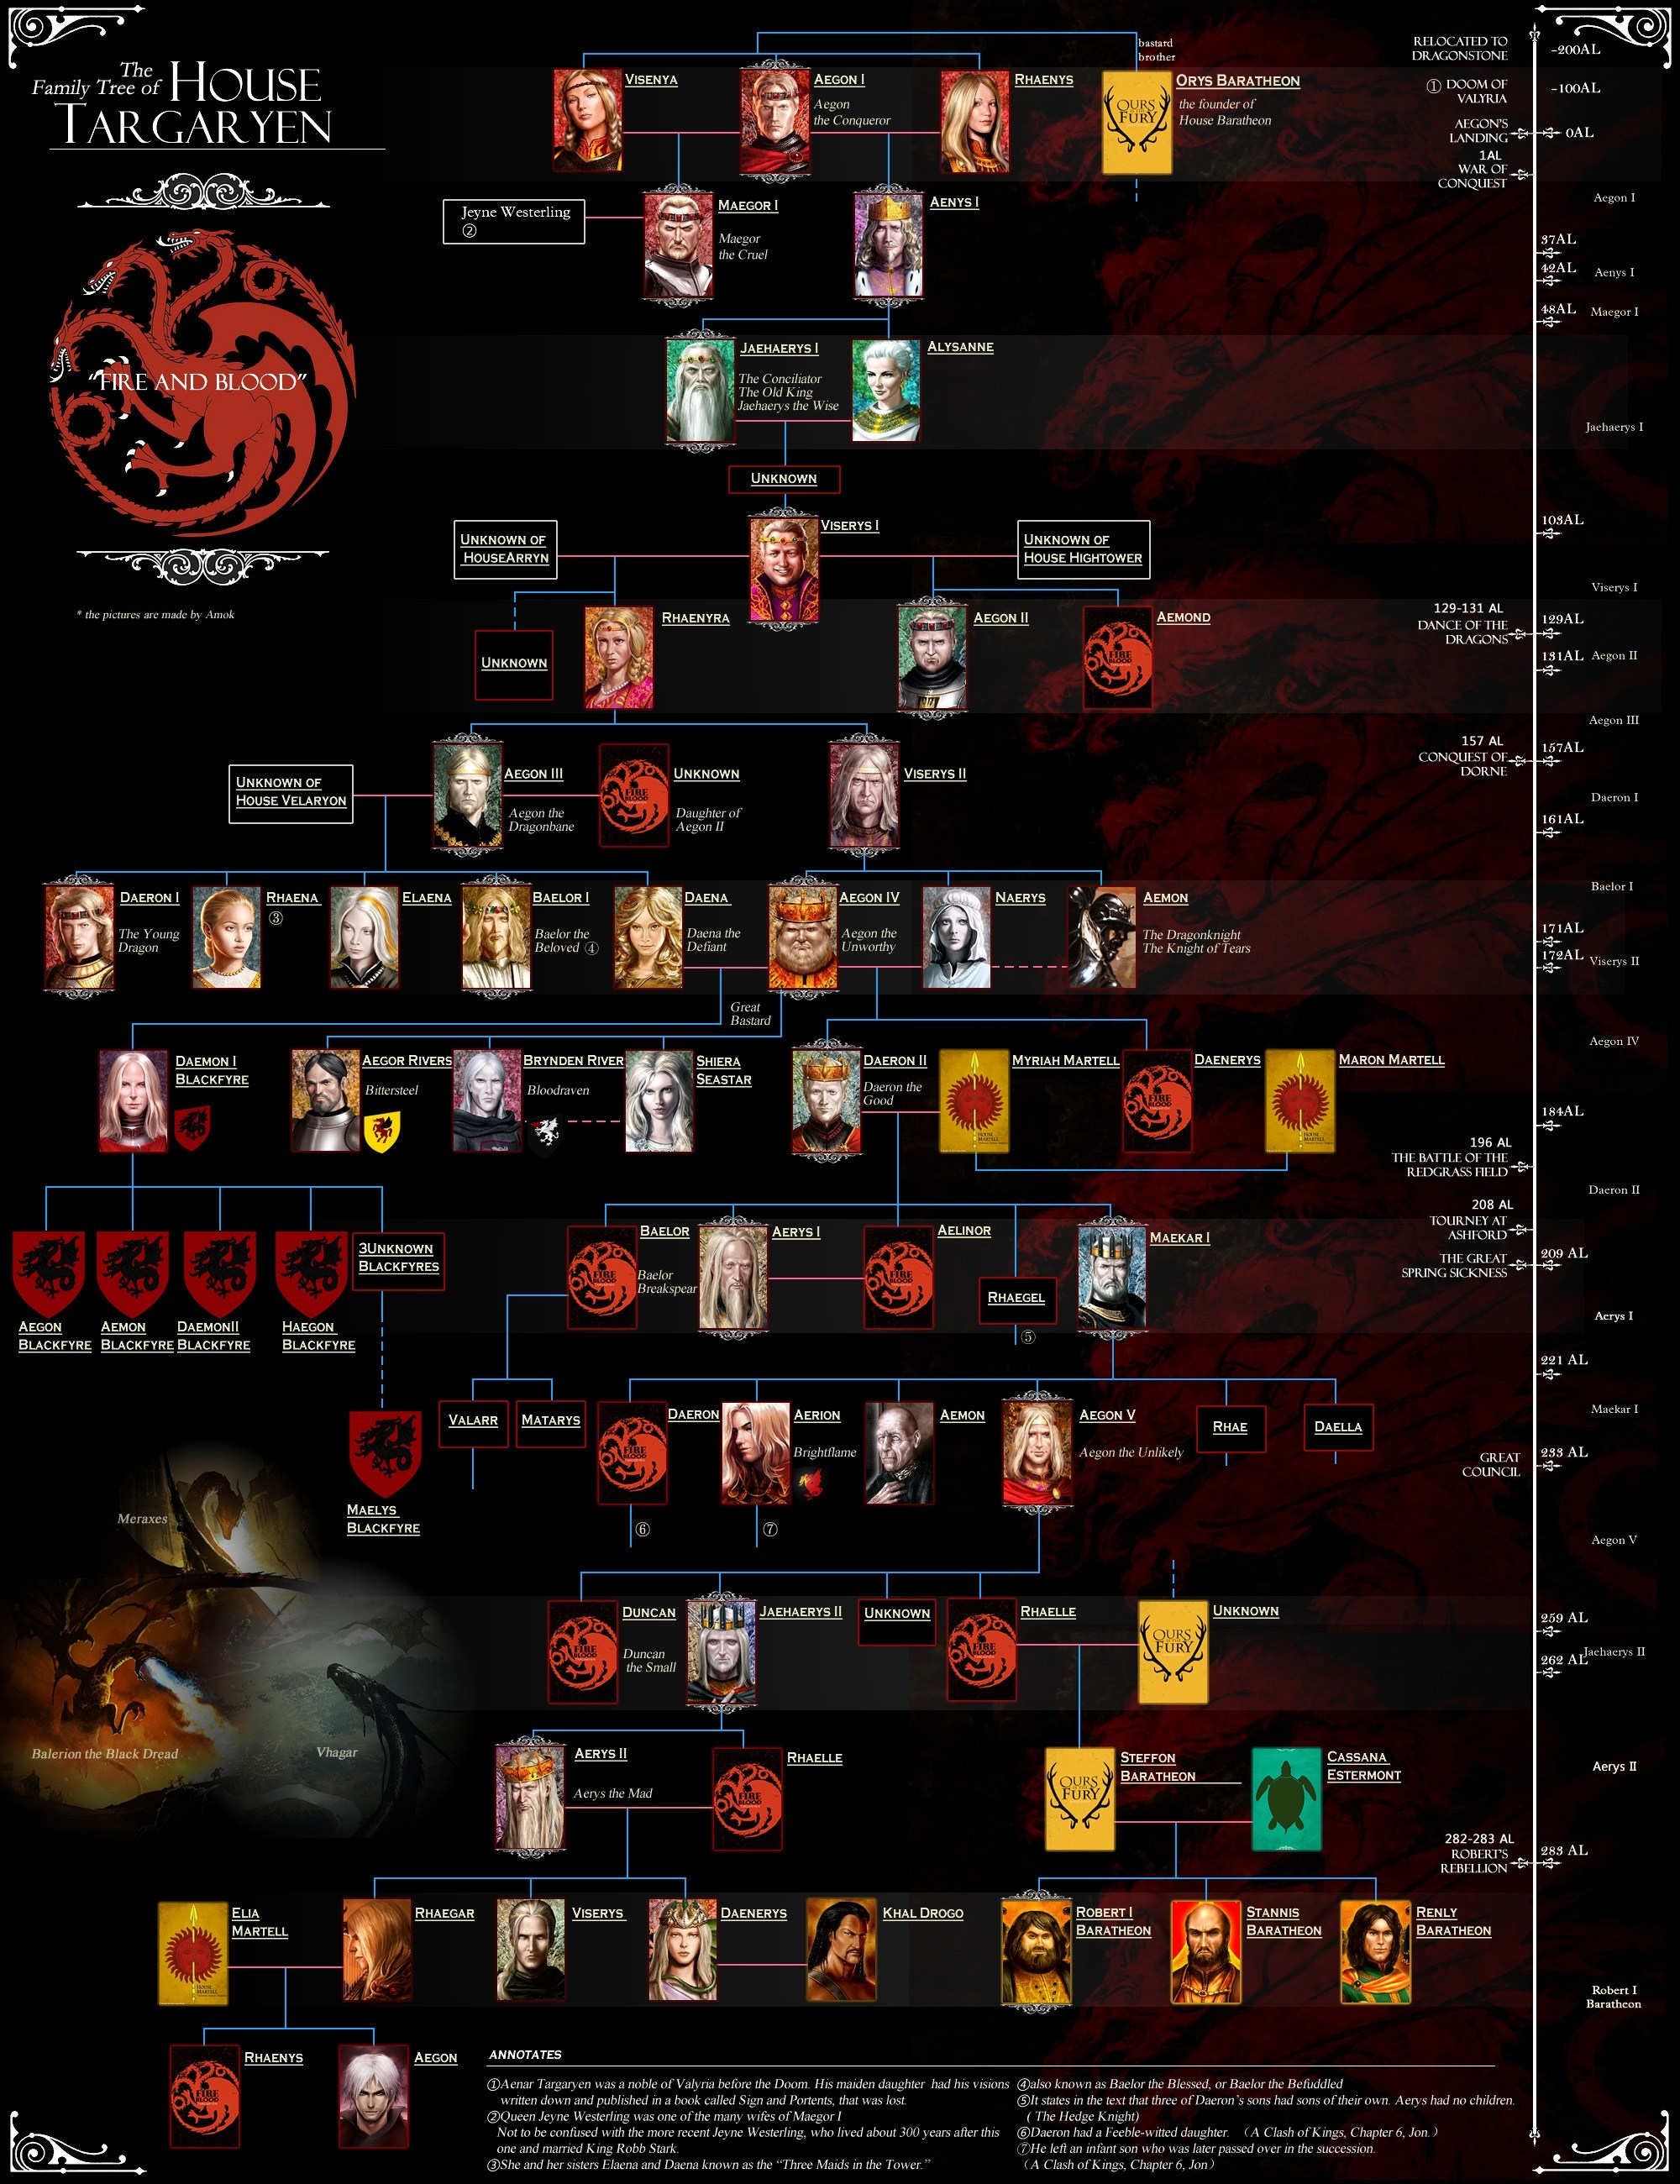 The
Family Tree of HOUSE
TARGARYEN
"FIRE AND BLOOD"
* the pictures are made by Amok
bastard
brother
VISENYA
AEGON I
Aegon
the Conqueror
RHAENYS
ORYS BARATHEON
the founder of
House Baratheon
OURS
IS THE
FURY
Jeyne Westerling
②
MAEGOR I
Maegor
the Cruel
AENYS I
JAEHAERYS I
The Conciliator
The Old King
Jaehaerys the Wise
ALYSANNE
UNKNOWN
UNKNOWN OF
HOUSEARRYN
VISERYS I
UNKNOWN OF
HOUSE HIGHTOWER
UNKNOWN
RHAENYRA
AEGON II
AEMOND
UNKNOWN OF
HOUSE VELARYON
AEGON III
Aegon the
Dragonbane
UNKNOWN
Daughter of
Aegon II
VISERYS II
DAERON I
The Young
Dragon
RHAENA
③
ELAENA
BAELOR I
Baelor the
Beloved ④
DAENA
Daena the
Defiant
AEGON IV
Aegon the
Unworthy
NAERYS
AEMON
The Dragonknight
The Knight of Tears
Great
Bastard
DAEMON I
BLACKFYRE
AEGOR RIVERS
Bittersteel
BRYNDEN RIVER
Bloodraven
SHIERA
SEASTAR
DAERON II
Daeron the
Good
MYRIAH MARTELL
DAENERYS
MARON MARTELL
AEGON
BLACKFYRE
AEMON
BLACKFYRE
DAEMONII
BLACKFYRE
HAEGON
BLACKFYRE
3UNKNOWN
BLACKFYRES
BAELOR
Baelor
Breakspear
AERYS I
AELINOR
RHAEGEL
⑤
MAEKAR I
MAELYS
BLACKFYRE
VALARR
MATARYS
DAERON
⑥
AERION
Brightflame
⑦
AEMON
AEGON V
Aegon the Unlikely
RHAE
DAELLA
Meraxes
Balerion the Black Dread
Vhagar
DUNCAN
Duncan
the Small
JAEHAERYS II
UNKNOWN
RHAELLE
UNKNOWN
OURS
IS THE
FURY
AERYS II
Aerys the Mad
RHAELLE
STEFFON
BARATHEON
OURS
IS THE
FURY
CASSANA
ESTERMONT
ELIA
MARTELL
RHAEGAR
VISERYS
DAENERYS
KHAL DROGO
ROBERT I
BARATHEON
STANNIS
BARATHEON
RENLY
BARATHEON
RHAENYS
AEGON
RELOCATED TO
DRAGONSTONE
-200AL
① DOOM OF
VALYRIA
-100AL
AEGON'S
LANDING
0AL
1AL
WAR OF
CONQUEST
Aegon I
37AL
42AL
Aenys I
48AL
Maegor I
Jaehaerys I
103AL
Viserys I
129-131 AL
DANCE OF THE
DRAGONS
129AL
131AL
Aegon II
Aegon III
157 AL
CONQUEST OF
DORNE
157AL
Daeron I
161AL
Baelor I
171AL
172AL
Viserys II
Aegon IV
184AL
196 AL
THE BATTLE OF THE
REDGRASS FIELD
Daeron II
208 AL
TOURNEY AT
ASHFORD
THE GREAT
SPRING SICKNESS
209 AL
Aerys I
221 AL
Maekar I
GREAT
COUNCIL
233 AL
Aegon V
259 AL
Jaehaerys II
262 AL
Aerys II
282-283 AL
ROBERT'S
REBELLION
283 AL
Robert I
Baratheon
ANNOTATES
①Aenar Targaryen was a noble of Valyria before the Doom. His maiden daughter had his visions
written down and published in a book called Sign and Portents, that was lost.
②Queen Jeyne Westerling was one of the many wifes of Maegor I
Not to be confused with the more recent Jeyne Westerling, who lived about 300 years after this
one and married King Robb Stark.
③She and her sisters Elaena and Daena known as the "Three Maids in the Tower."
④also known as Baelor the Blessed, or Baelor the Befuddled
⑤It states in the text that three of Daeron's sons had sons of their own. Aerys had no children.
( The Hedge Knight)
⑥Daeron had a Feeble-witted daughter. （A Clash of Kings, Chapter 6, Jon.）
⑦He left an infant son who was later passed over in the succession.
（A Clash of Kings, Chapter 6, Jon）